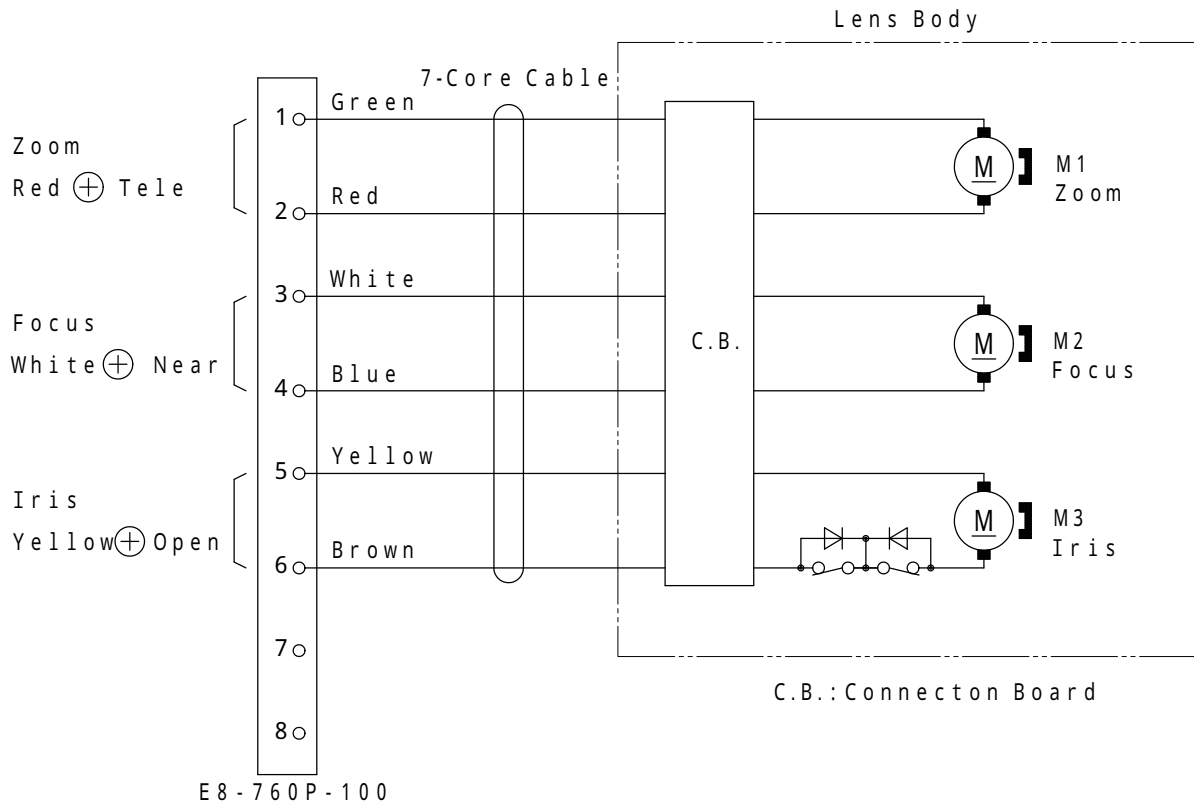 Lens Body
7-Core Cable
1
Green
Zoom
Red ⊕ Tele
M
M1
Zoom
2
Red
3
White
Focus
White ⊕ Near
C.B.
M
M2
Focus
4
Blue
5
Yellow
Iris
Yellow ⊕ Open
M
M3
Iris
6
Brown
7
C.B.:Connecton Board
8
E8-760P-100